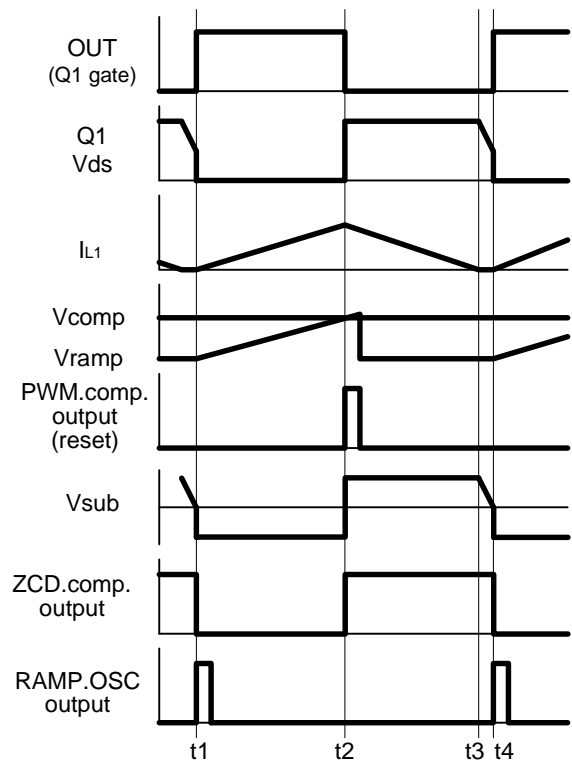 OUT
(Q1 gate)
Q1
Vds
IL1
Vcomp
Vramp
PWM.comp.
output
(reset)
Vsub
ZCD.comp.
output
RAMP.OSC
output
t1 t2 t3 t4